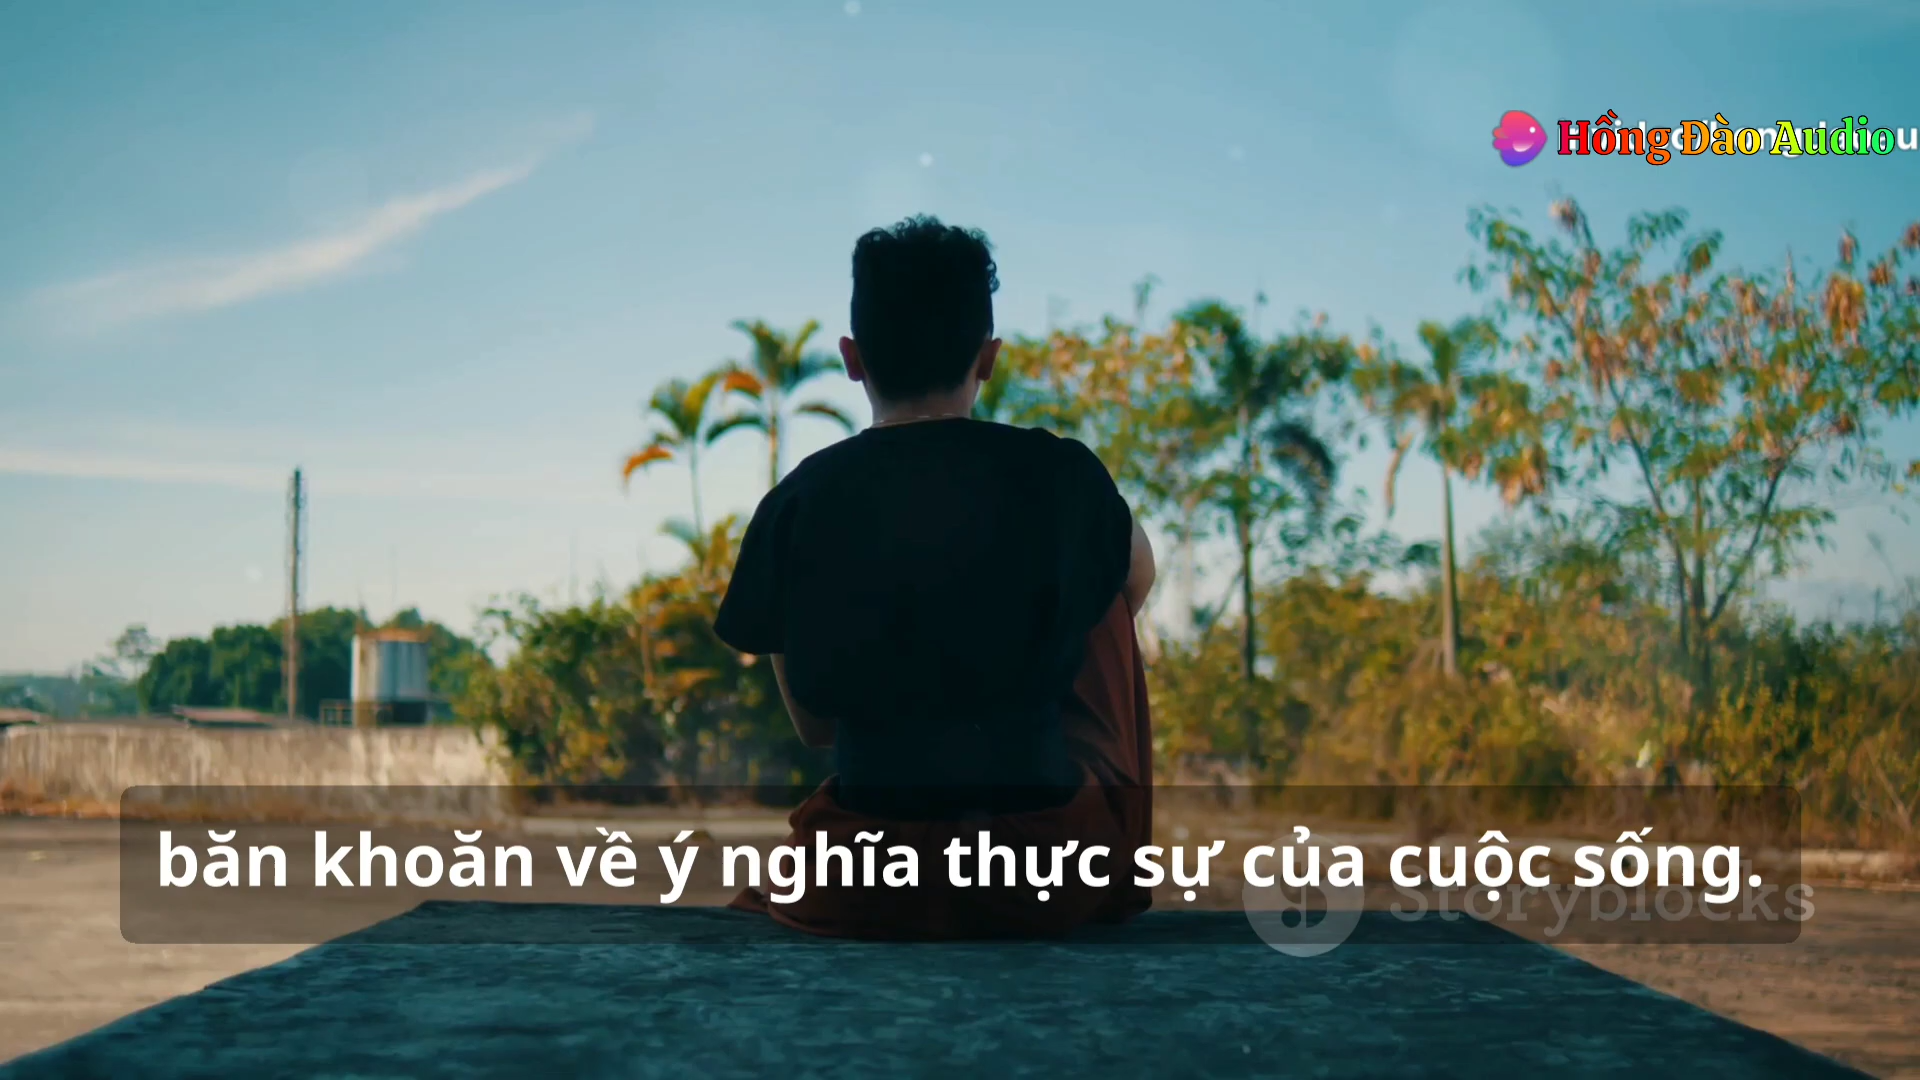 Hồng Đào Audio
băn khoăn về ý nghĩa thực sự của cuộc sống.
Storyblocks